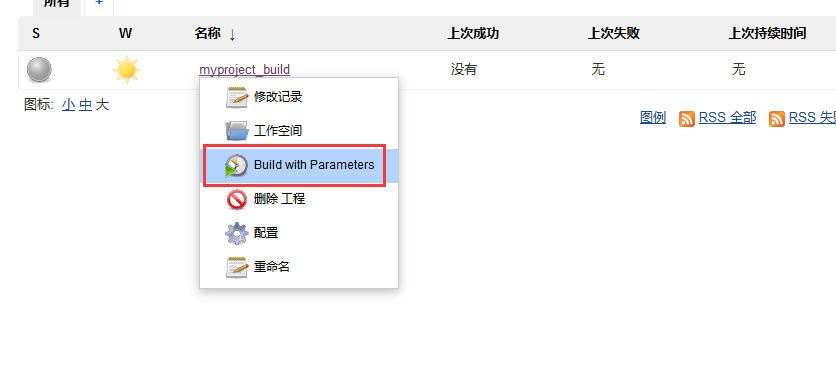 所有 +
S W 名称 ↓ 上次成功 上次失败 上次持续时间
myproject_build 没有 无 无
图标: 小 中 大
修改记录
图例 RSS 全部 RSS 失
工作空间
Build with Parameters
删除 工程
配置
重命名